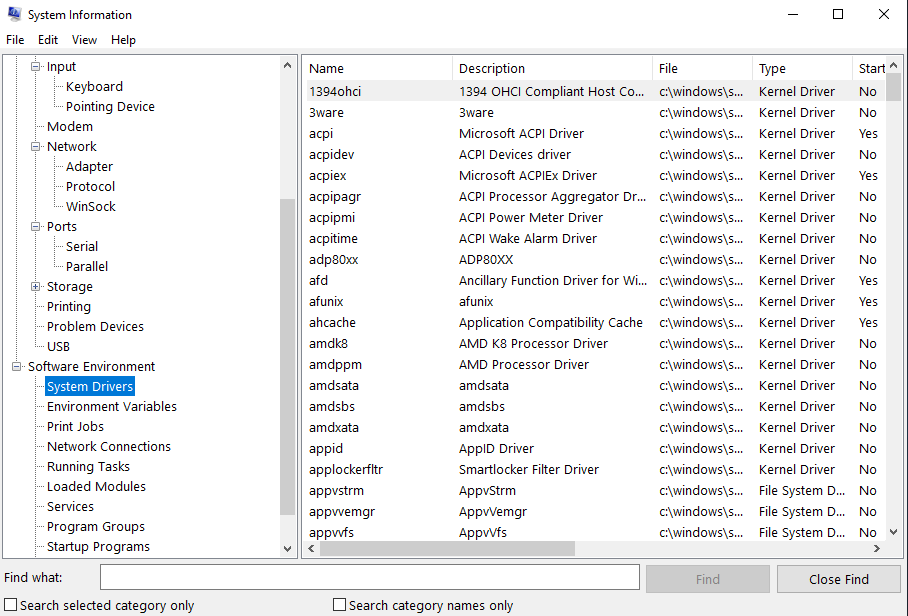 System Information
File Edit View Help
Input
Keyboard
Pointing Device
Modem
Network
Adapter
Protocol
WinSock
Ports
Serial
Parallel
Storage
Printing
Problem Devices
USB
Software Environment
System Drivers
Environment Variables
Print Jobs
Network Connections
Running Tasks
Loaded Modules
Services
Program Groups
Startup Programs
Name Description File Type Start
1394ohci 1394 OHCI Compliant Host Co... c:\windows\s... Kernel Driver No
3ware 3ware c:\windows\s... Kernel Driver No
acpi Microsoft ACPI Driver c:\windows\s... Kernel Driver Yes
acpidev ACPI Devices driver c:\windows\s... Kernel Driver No
acpiex Microsoft ACPIEx Driver c:\windows\s... Kernel Driver Yes
acpipagr ACPI Processor Aggregator Dr... c:\windows\s... Kernel Driver No
acpipmi ACPI Power Meter Driver c:\windows\s... Kernel Driver No
acpitime ACPI Wake Alarm Driver c:\windows\s... Kernel Driver No
adp80xx ADP80XX c:\windows\s... Kernel Driver No
afd Ancillary Function Driver for Wi... c:\windows\s... Kernel Driver Yes
afunix afunix c:\windows\s... Kernel Driver Yes
ahcache Application Compatibility Cache c:\windows\s... Kernel Driver Yes
amdk8 AMD K8 Processor Driver c:\windows\s... Kernel Driver No
amdppm AMD Processor Driver c:\windows\s... Kernel Driver No
amdsata amdsata c:\windows\s... Kernel Driver No
amdsbs amdsbs c:\windows\s... Kernel Driver No
amdxata amdxata c:\windows\s... Kernel Driver No
appid AppID Driver c:\windows\s... Kernel Driver No
applockerfltr Smartlocker Filter Driver c:\windows\s... Kernel Driver No
appvstrm AppvStrm c:\windows\s... File System D... No
appvvemgr AppvVemgr c:\windows\s... File System D... No
appvvfs AppvVfs c:\windows\s... File System D... No
Find what: Find Close Find
Search selected category only Search category names only